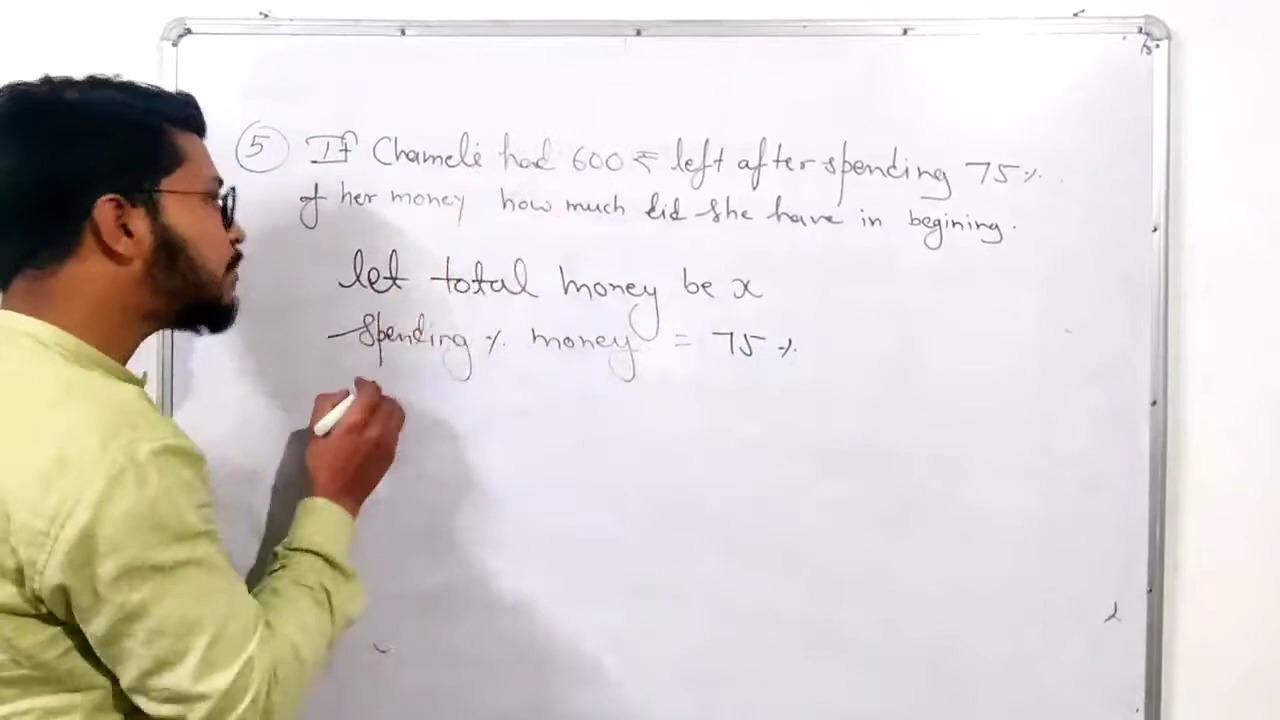 5 If Chameli had 600 ₹ left after spending 75%
of her money how much did she have in begining.
let total money be x
Spending % money = 75%